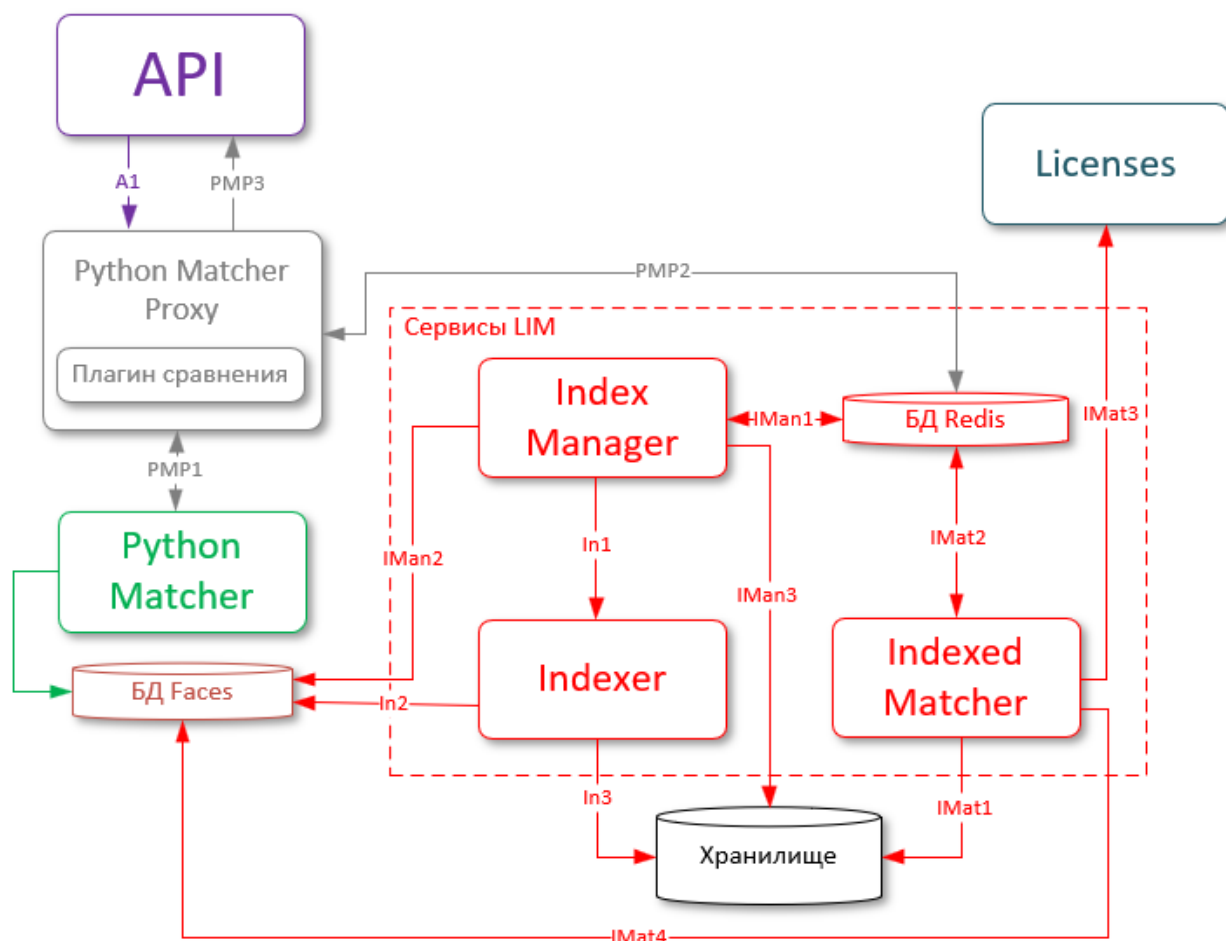 API
Licenses
A1
PMP3
Python Matcher
Proxy
Плагин сравнения
PMP2
Сервисы LIM
Index
Manager
IMan1
БД Redis
IMat3
PMP1
Python
Matcher
IMan2
In1
IMat2
IMan3
Indexer
Indexed
Matcher
БД Faces
In2
In3
IMat1
Хранилище
IMat4